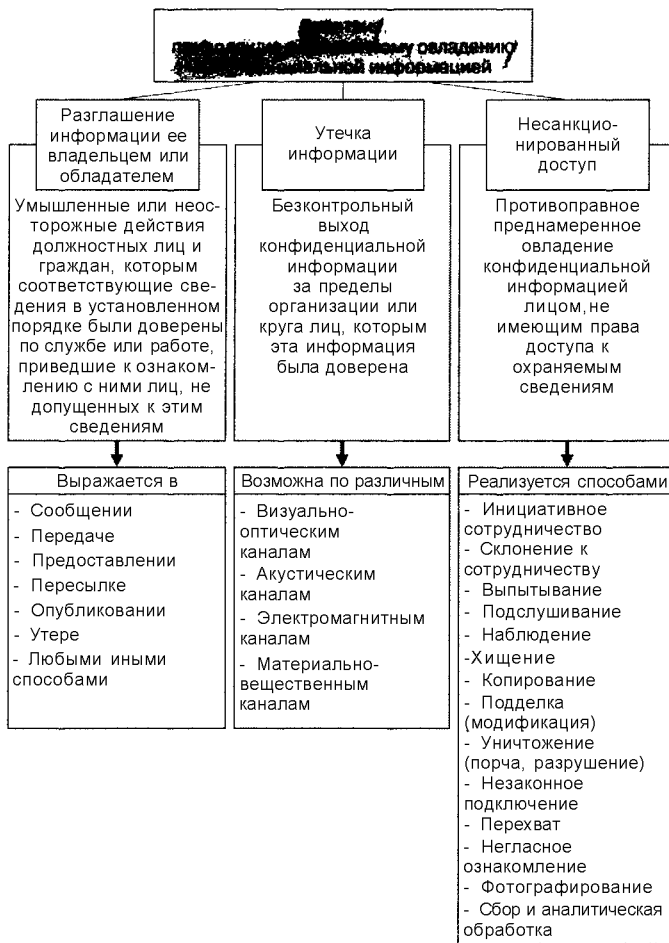 овладению
информацией
Разглашение
информации ее
владельцем или
обладателем
Умышленные или неос-
торожные действия
должностных лиц и
граждан, которым
соответствующие све-
дения в установленном
порядке были доверены
по службе или работе,
приведшие к ознаком-
лению с ними лиц, не
допущенных к этим
сведениям
Выражается в
- Сообщении
- Передаче
- Предоставлении
- Пересылке
- Опубликовании
- Утере
- Любыми иными
способами
Утечка
информации
Безконтрольный
выход
конфиденциальной
информации
за пределы
организации или
круга лиц, которым
эта информация
была доверена
Возможна по различным
- Визуально-
оптическим
каналам
- Акустическим
каналам
- Электромагнитным
каналам
- Материально-
вещественным
каналам
Несанкцио-
нированный
доступ
Противоправное
преднамеренное
овладение
конфиденциальной
информацией
лицом, не
имеющим права
доступа к
охраняемым
сведениям
Реализуется способами
- Инициативное
сотрудничество
- Склонение к
сотрудничеству
- Выпытывание
- Подслушивание
- Наблюдение
-Хищение
- Копирование
- Подделка
(модификация)
- Уничтожение
(порча, разрушение)
- Незаконное
подключение
- Перехват
- Негласное
ознакомление
- Фотографирование
- Сбор и аналитическая
обработка